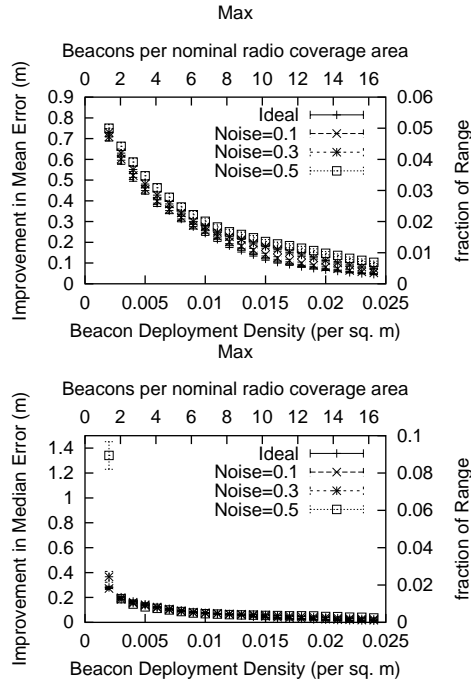 Max
Beacons per nominal radio coverage area
0 2 4 6 8 10 12 14 16
Improvement in Mean Error (m)
0.9
0.8
0.7
0.6
0.5
0.4
0.3
0.2
0.1
0
Ideal
Noise=0.1
Noise=0.3
Noise=0.5
0.06
0.05
0.04
0.03
0.02
0.01
0
fraction of Range
0 0.005 0.01 0.015 0.02 0.025
Beacon Deployment Density (per sq. m)
Max
Beacons per nominal radio coverage area
0 2 4 6 8 10 12 14 16
Improvement in Median Error (m)
1.4
1.2
1
0.8
0.6
0.4
0.2
0
Ideal
Noise=0.1
Noise=0.3
Noise=0.5
0.1
0.08
0.06
0.04
0.02
0
fraction of Range
0 0.005 0.01 0.015 0.02 0.025
Beacon Deployment Density (per sq. m)